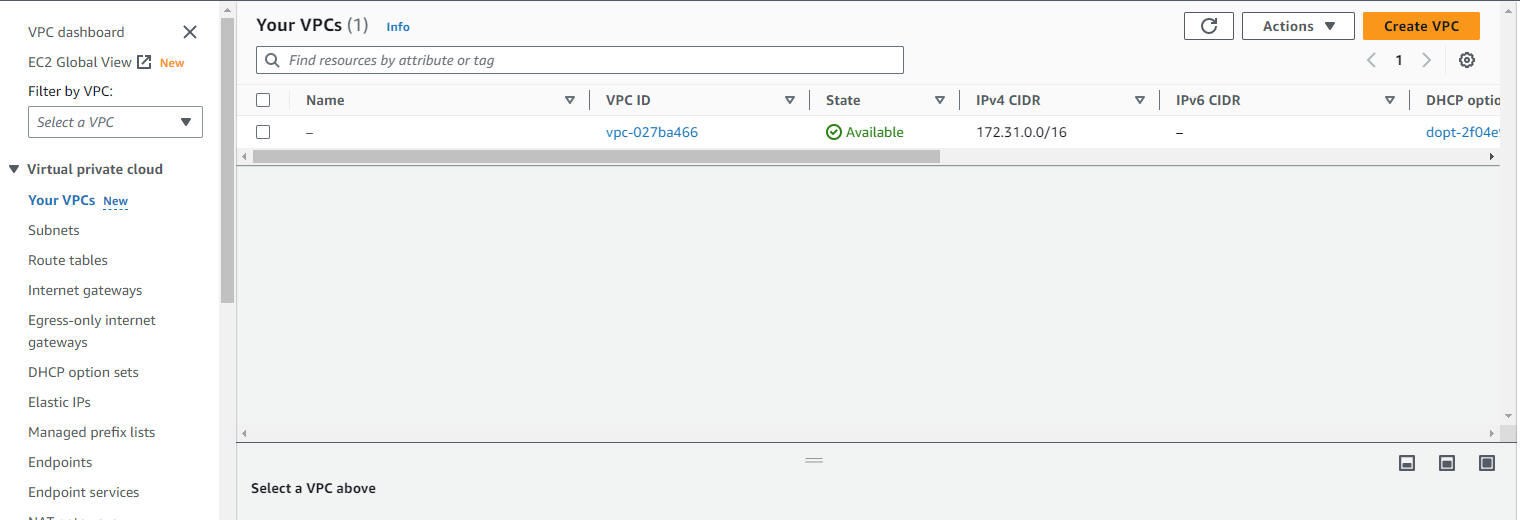 VPC dashboard
EC2 Global View New
Filter by VPC:
Select a VPC
Virtual private cloud
Your VPCs New
Subnets
Route tables
Internet gateways
Egress-only internet
gateways
DHCP option sets
Elastic IPs
Managed prefix lists
Endpoints
Endpoint services
Your VPCs (1) Info
Actions
Create VPC
Find resources by attribute or tag
1
Name VPC ID State IPv4 CIDR IPv6 CIDR DHCP optio
– vpc-027ba466 Available 172.31.0.0/16 – dopt-2f04e
Select a VPC above